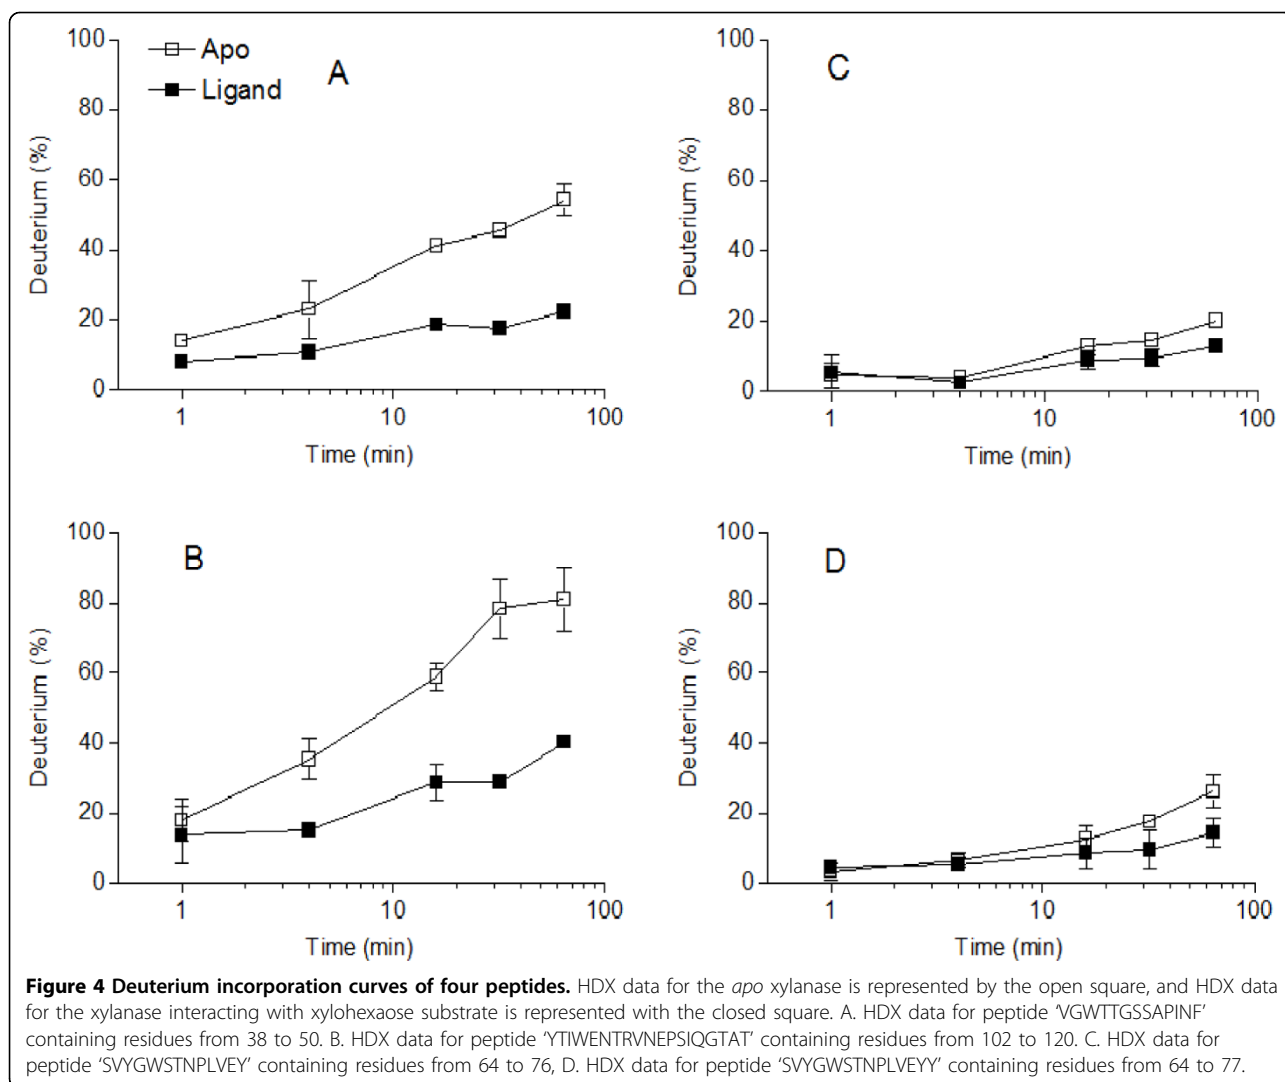 100
80
60
40
20
0
Deuterium (%)
Apo
Ligand
A
1
10
100
Time (min)
100
80
60
40
20
0
Deuterium (%)
C
1
10
100
Time (min)
100
80
60
40
20
0
Deuterium (%)
B
1
10
100
Time (min)
100
80
60
40
20
0
Deuterium (%)
D
1
10
100
Time (min)
Figure 4 Deuterium incorporation curves of four peptides. HDX data for the apo xylanase is represented by the open square, and HDX data
for the xylanase interacting with xylohexaose substrate is represented with the closed square. A. HDX data for peptide ‘VGWTTGSSAPINF’
containing residues from 38 to 50. B. HDX data for peptide ‘YTIWENTRVNEPSIQGTAT’ containing residues from 102 to 120. C. HDX data for
peptide ‘SVYGWSTNPLVEY’ containing residues from 64 to 76, D. HDX data for peptide ‘SVYGWSTNPLVEYY’ containing residues from 64 to 77.